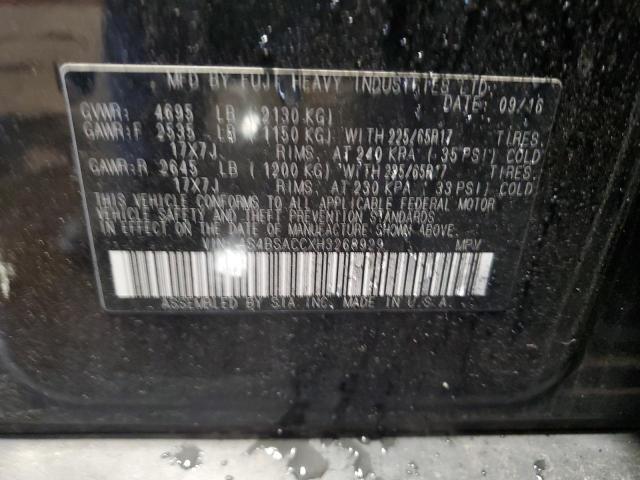 MFD BY FUJI HEAVY INDUSTRIES LTD.
DATE: 09/16
GVWR: 4695 LB (2130 KG)
GAWR:F 2535 LB (1150 KG) WITH 225/65R17 TIRES.
17X7J RIMS. AT 240 KPA (35 PSI) COLD
GAWR:R 2645 LB (1200 KG) WITH 225/65R17 TIRES.
17X7J RIMS. AT 230 KPA (33 PSI) COLD
THIS VEHICLE CONFORMS TO ALL APPLICABLE FEDERAL MOTOR
VEHICLE SAFETY AND THEFT PREVENTION STANDARDS
IN EFFECT ON THE DATE OF MANUFACTURE SHOWN ABOVE.
VIN: 4S4BSACCXH3268929 MPV
ASSEMBLED BY SIA INC. MADE IN U.S.A.